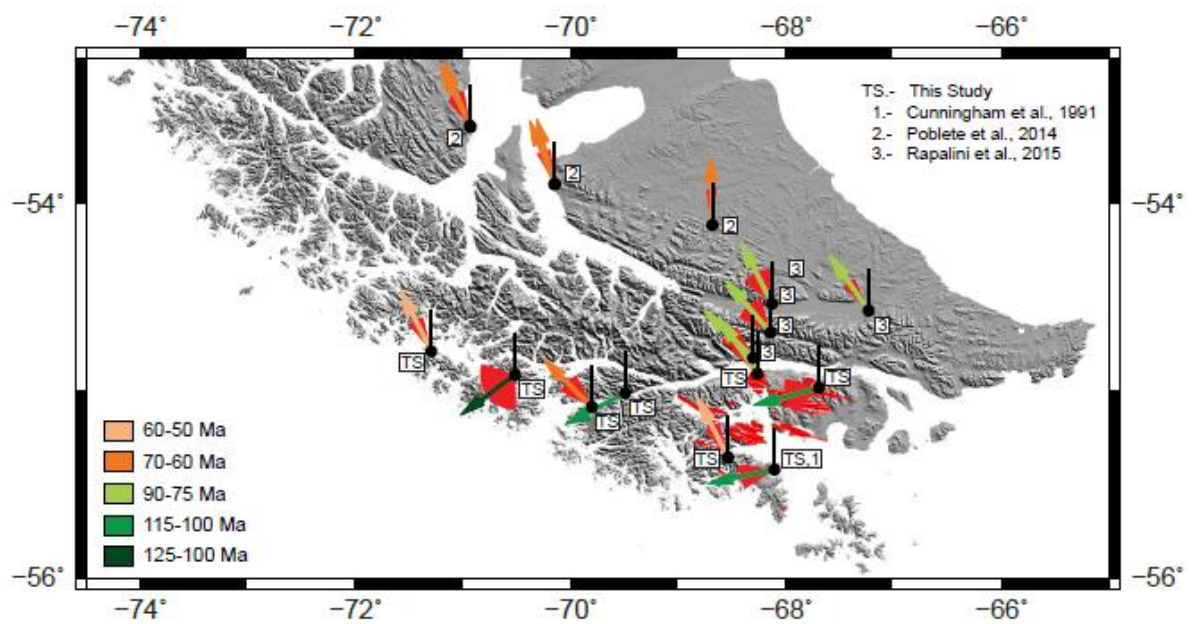 −74° −72° −70° −68° −66°
TS.- This Study
1.- Cunningham et al., 1991
2.- Poblete et al., 2014
3.- Rapalini et al., 2015
2
2
−54° −54°
2
3
3
3
3
3
TS
TS
TS
TS
TS
TS
TS
TS,1
60-50 Ma
70-60 Ma
90-75 Ma
115-100 Ma
125-100 Ma
−56° −56°
−74° −72° −70° −68° −66°